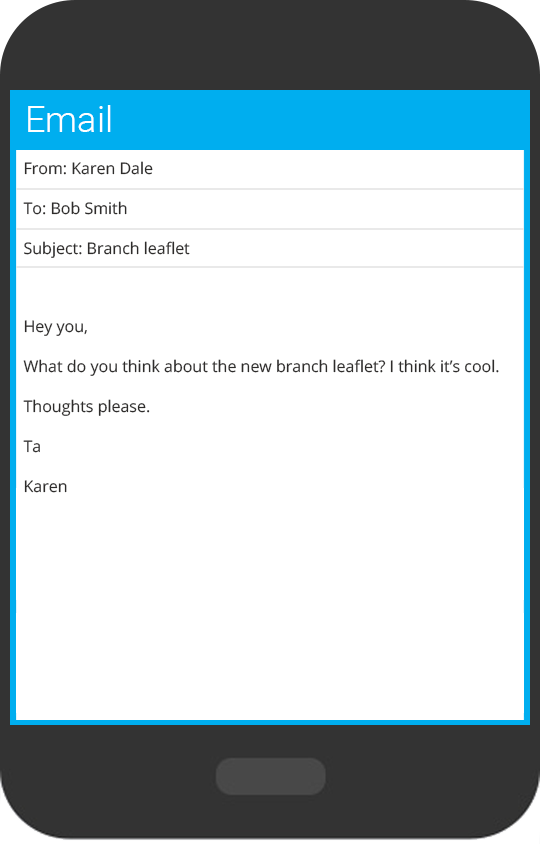 Email
From: Karen Dale
To: Bob Smith
Subject: Branch leaflet
Hey you,
What do you think about the new branch leaflet? I think it’s cool.
Thoughts please.
Ta
Karen